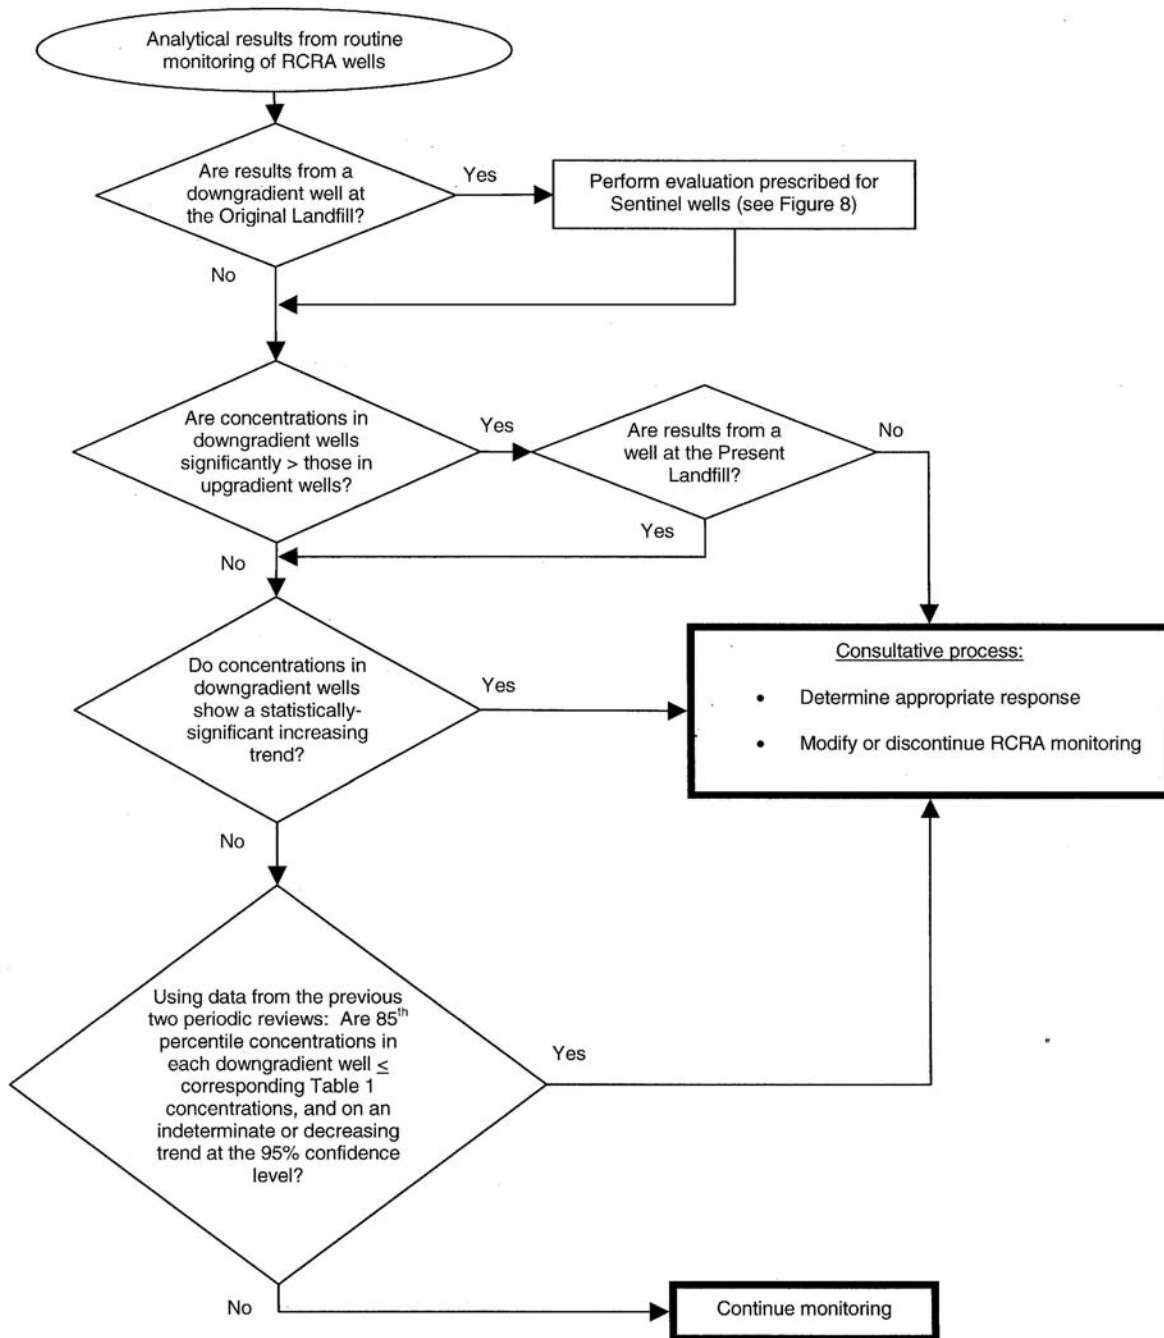 Analytical results from routine
monitoring of RCRA wells
Are results from a
downgradient well at
the Original Landfill?
Yes
Perform evaluation prescribed for
Sentinel wells (see Figure 8)
No
Are concentrations in
downgradient wells
significantly > those in
upgradient wells?
Yes
Are results from a
well at the Present
Landfill?
No
Yes
No
Do concentrations in
downgradient wells
show a statistically-
significant increasing
trend?
Yes
Consultative process:
• Determine appropriate response
• Modify or discontinue RCRA monitoring
No
Using data from the previous
two periodic reviews: Are 85th
percentile concentrations in
each downgradient well ≤
corresponding Table 1
concentrations, and on an
indeterminate or decreasing
trend at the 95% confidence
level?
Yes
No
Continue monitoring